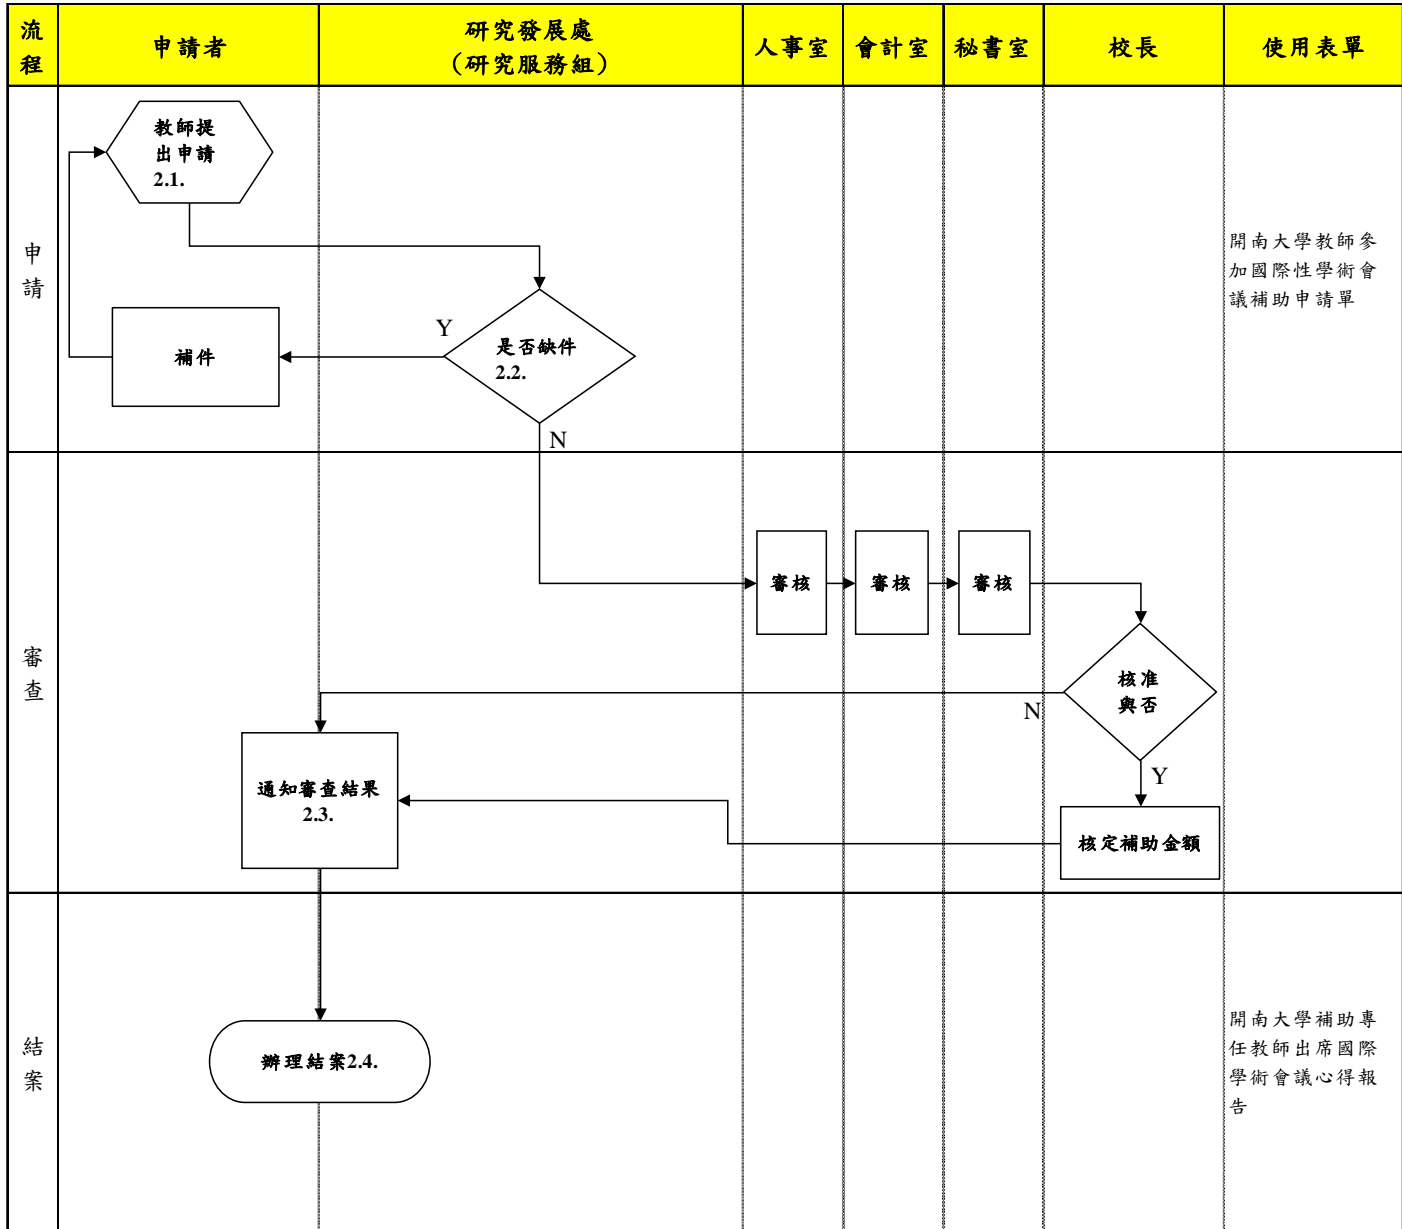 流
程
申請者
研究發展處
(研究服務組)
人事室
會計室
秘書室
校長
使用表單
申
請
教師提
出申請
2.1.
補件
Y
是否缺件
2.2.
N
開南大學教師參
加國際性學術會
議補助申請單
審
查
審核
審核
審核
核准
與否
N
Y
通知審查結果
2.3.
核定補助金額
結
案
辦理結案2.4.
開南大學補助專
任教師出席國際
學術會議心得報
告